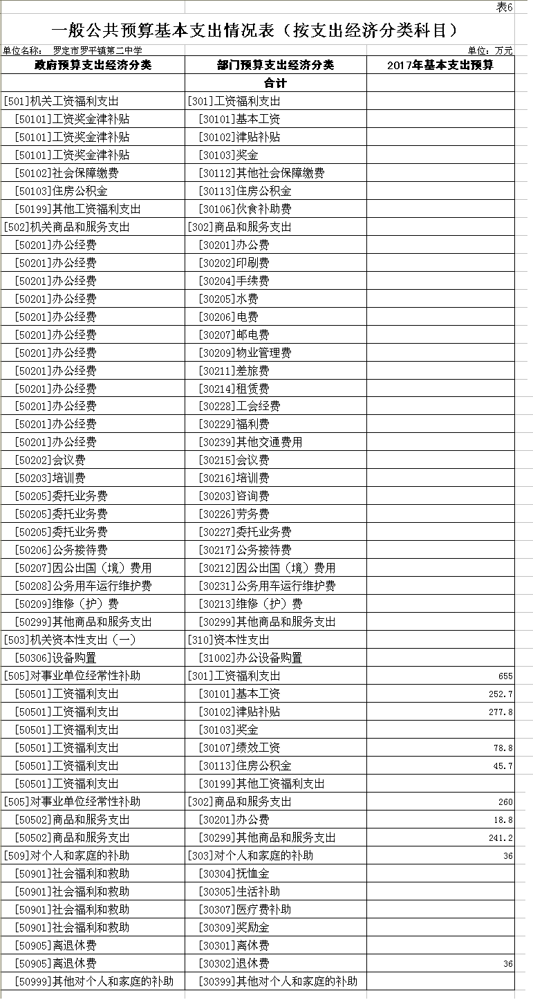 表6
一般公共预算基本支出情况表（按支出经济分类科目）
单位名称： 罗定市罗平镇第二中学 单位：万元
政府预算支出经济分类 部门预算支出经济分类 2017年基本支出预算
合计
[501]机关工资福利支出 [301]工资福利支出
[50101]工资奖金津补贴 [30101]基本工资
[50101]工资奖金津补贴 [30102]津贴补贴
[50101]工资奖金津补贴 [30103]奖金
[50102]社会保障缴费 [30112]其他社会保障缴费
[50103]住房公积金 [30113]住房公积金
[50199]其他工资福利支出 [30106]伙食补助费
[502]机关商品和服务支出 [302]商品和服务支出
[50201]办公经费 [30201]办公费
[50201]办公经费 [30202]印刷费
[50201]办公经费 [30204]手续费
[50201]办公经费 [30205]水费
[50201]办公经费 [30206]电费
[50201]办公经费 [30207]邮电费
[50201]办公经费 [30209]物业管理费
[50201]办公经费 [30211]差旅费
[50201]办公经费 [30214]租赁费
[50201]办公经费 [30228]工会经费
[50201]办公经费 [30229]福利费
[50201]办公经费 [30239]其他交通费用
[50202]会议费 [30215]会议费
[50203]培训费 [30216]培训费
[50205]委托业务费 [30203]咨询费
[50205]委托业务费 [30226]劳务费
[50205]委托业务费 [30227]委托业务费
[50206]公务接待费 [30217]公务接待费
[50207]因公出国（境）费用 [30212]因公出国（境）费用
[50208]公务用车运行维护费 [30231]公务用车运行维护费
[50209]维修（护）费 [30213]维修（护）费
[50299]其他商品和服务支出 [30299]其他商品和服务支出
[503]机关资本性支出（一） [310]资本性支出
[50306]设备购置 [31002]办公设备购置
[505]对事业单位经常性补助 [301]工资福利支出 655
[50501]工资福利支出 [30101]基本工资 252.7
[50501]工资福利支出 [30102]津贴补贴 277.8
[50501]工资福利支出 [30103]奖金
[50501]工资福利支出 [30107]绩效工资 78.8
[50501]工资福利支出 [30113]住房公积金 45.7
[50501]工资福利支出 [30199]其他工资福利支出
[505]对事业单位经常性补助 [302]商品和服务支出 260
[50502]商品和服务支出 [30201]办公费 18.8
[50502]商品和服务支出 [30299]其他商品和服务支出 241.2
[509]对个人和家庭的补助 [303]对个人和家庭的补助 36
[50901]社会福利和救助 [30304]抚恤金
[50901]社会福利和救助 [30305]生活补助
[50901]社会福利和救助 [30307]医疗费补助
[50901]社会福利和救助 [30309]奖励金
[50905]离退休费 [30301]离休费
[50905]离退休费 [30302]退休费 36
[50999]其他对个人和家庭的补助 [30399]其他对个人和家庭的补助